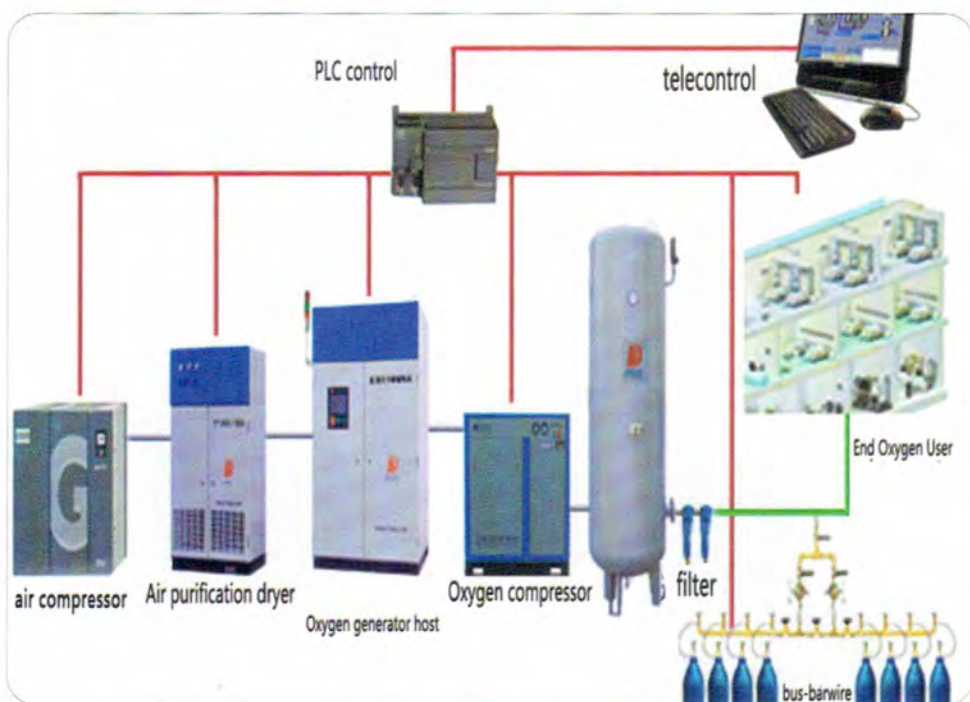 PLC control
telecontrol
G
End Oxygen User
air compressor
Air purification dryer
Oxygen generator host
Oxygen compressor
filter
bus-barwire